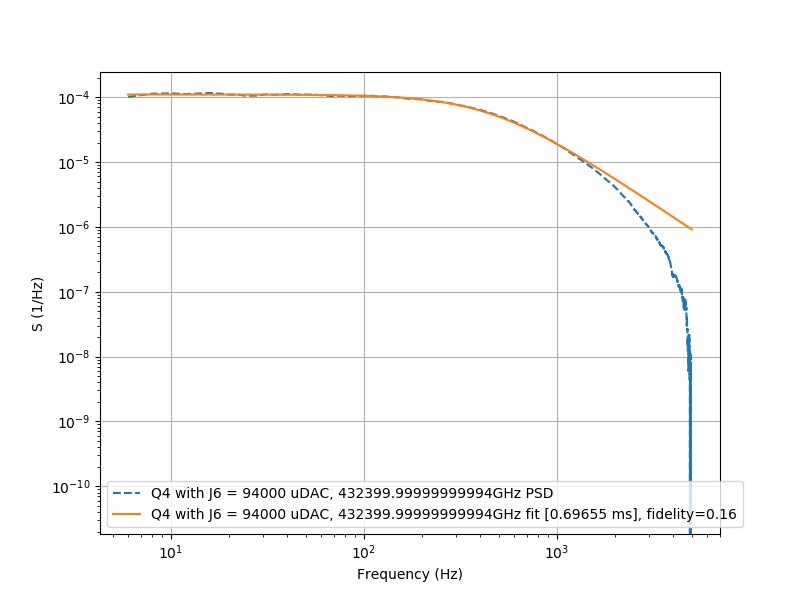 10⁻⁴
10⁻⁵
10⁻⁶
10⁻⁷
10⁻⁸
10⁻⁹
10⁻¹⁰
S (1/Hz)
Q4 with J6 = 94000 uDAC, 432399.99999999994GHz PSD
Q4 with J6 = 94000 uDAC, 432399.99999999994GHz fit [0.69655 ms], fidelity=0.16
10¹ 10² 10³
Frequency (Hz)